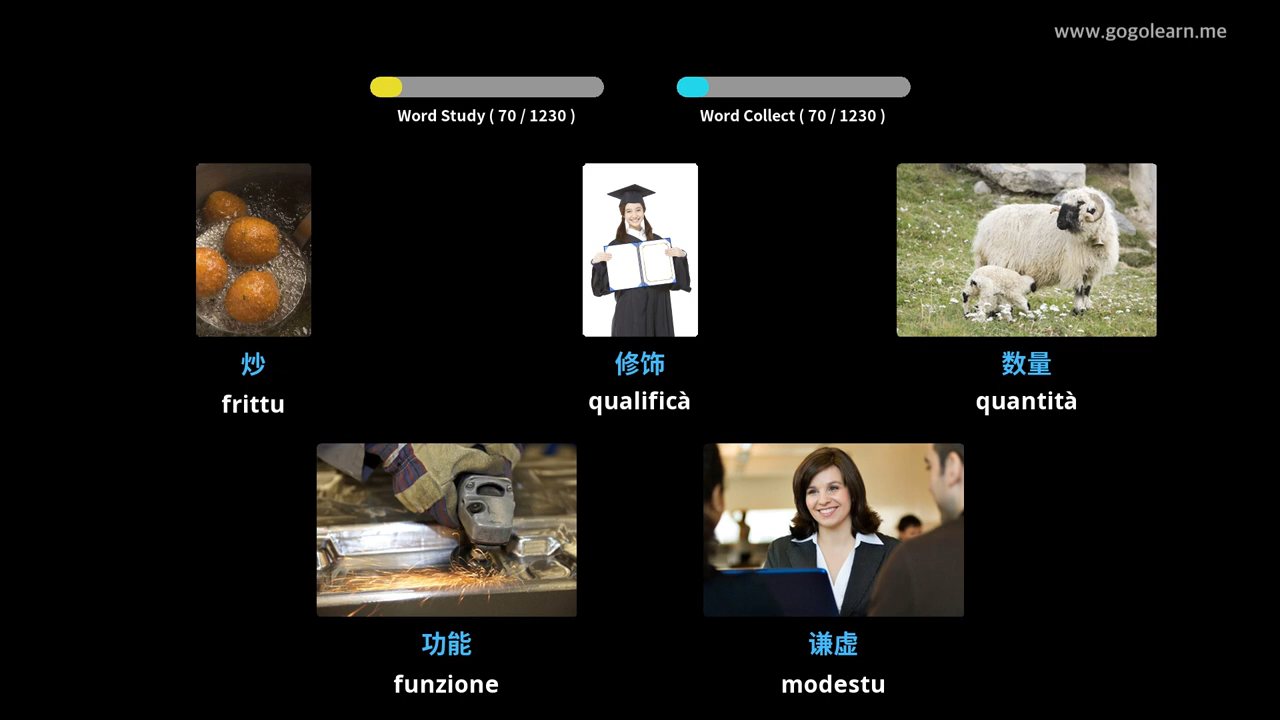 www.gogolearn.me
Word Study ( 70 / 1230 )
Word Collect ( 70 / 1230 )
炒
frittu
修饰
qualificà
数量
quantità
功能
funzione
谦虚
modestu